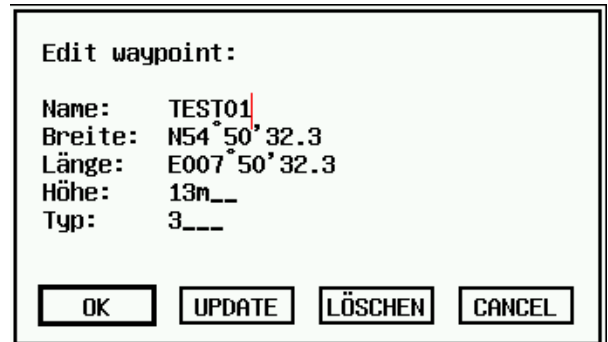 Edit waypoint:
Name: TEST01
Breite: N54°50'32.3
Länge: E007°50'32.3
Höhe: 13m__
Typ: 3___
OK UPDATE LÖSCHEN CANCEL